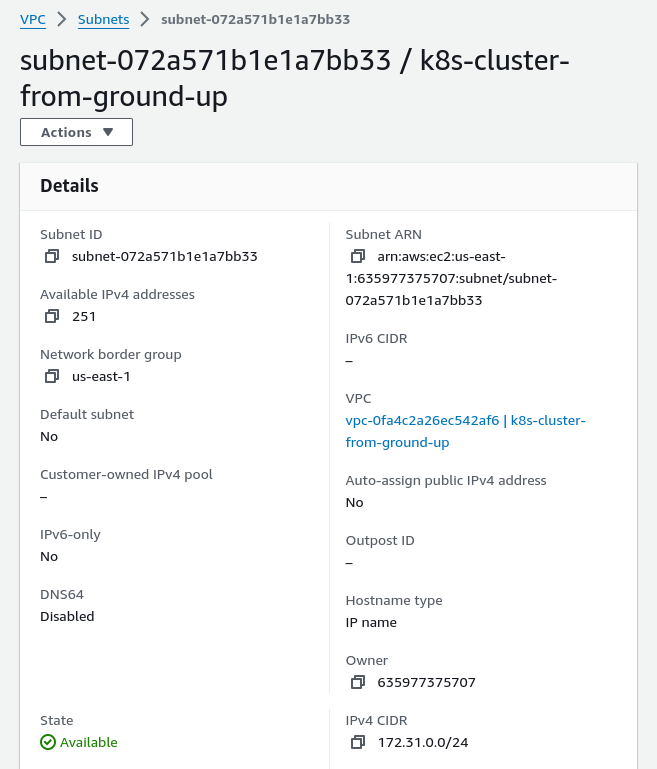 VPC > Subnets > subnet-072a571b1e1a7bb33
subnet-072a571b1e1a7bb33 / k8s-cluster-
from-ground-up
Actions ▼
Details
Subnet ID
subnet-072a571b1e1a7bb33
Available IPv4 addresses
251
Network border group
us-east-1
Default subnet
No
Customer-owned IPv4 pool
–
IPv6-only
No
DNS64
Disabled
Subnet ARN
arn:aws:ec2:us-east-
1:635977375707:subnet/subnet-
072a571b1e1a7bb33
IPv6 CIDR
–
VPC
vpc-0fa4c2a26ec542af6 | k8s-cluster-
from-ground-up
Auto-assign public IPv4 address
No
Outpost ID
–
Hostname type
IP name
Owner
635977375707
State
Available
IPv4 CIDR
172.31.0.0/24